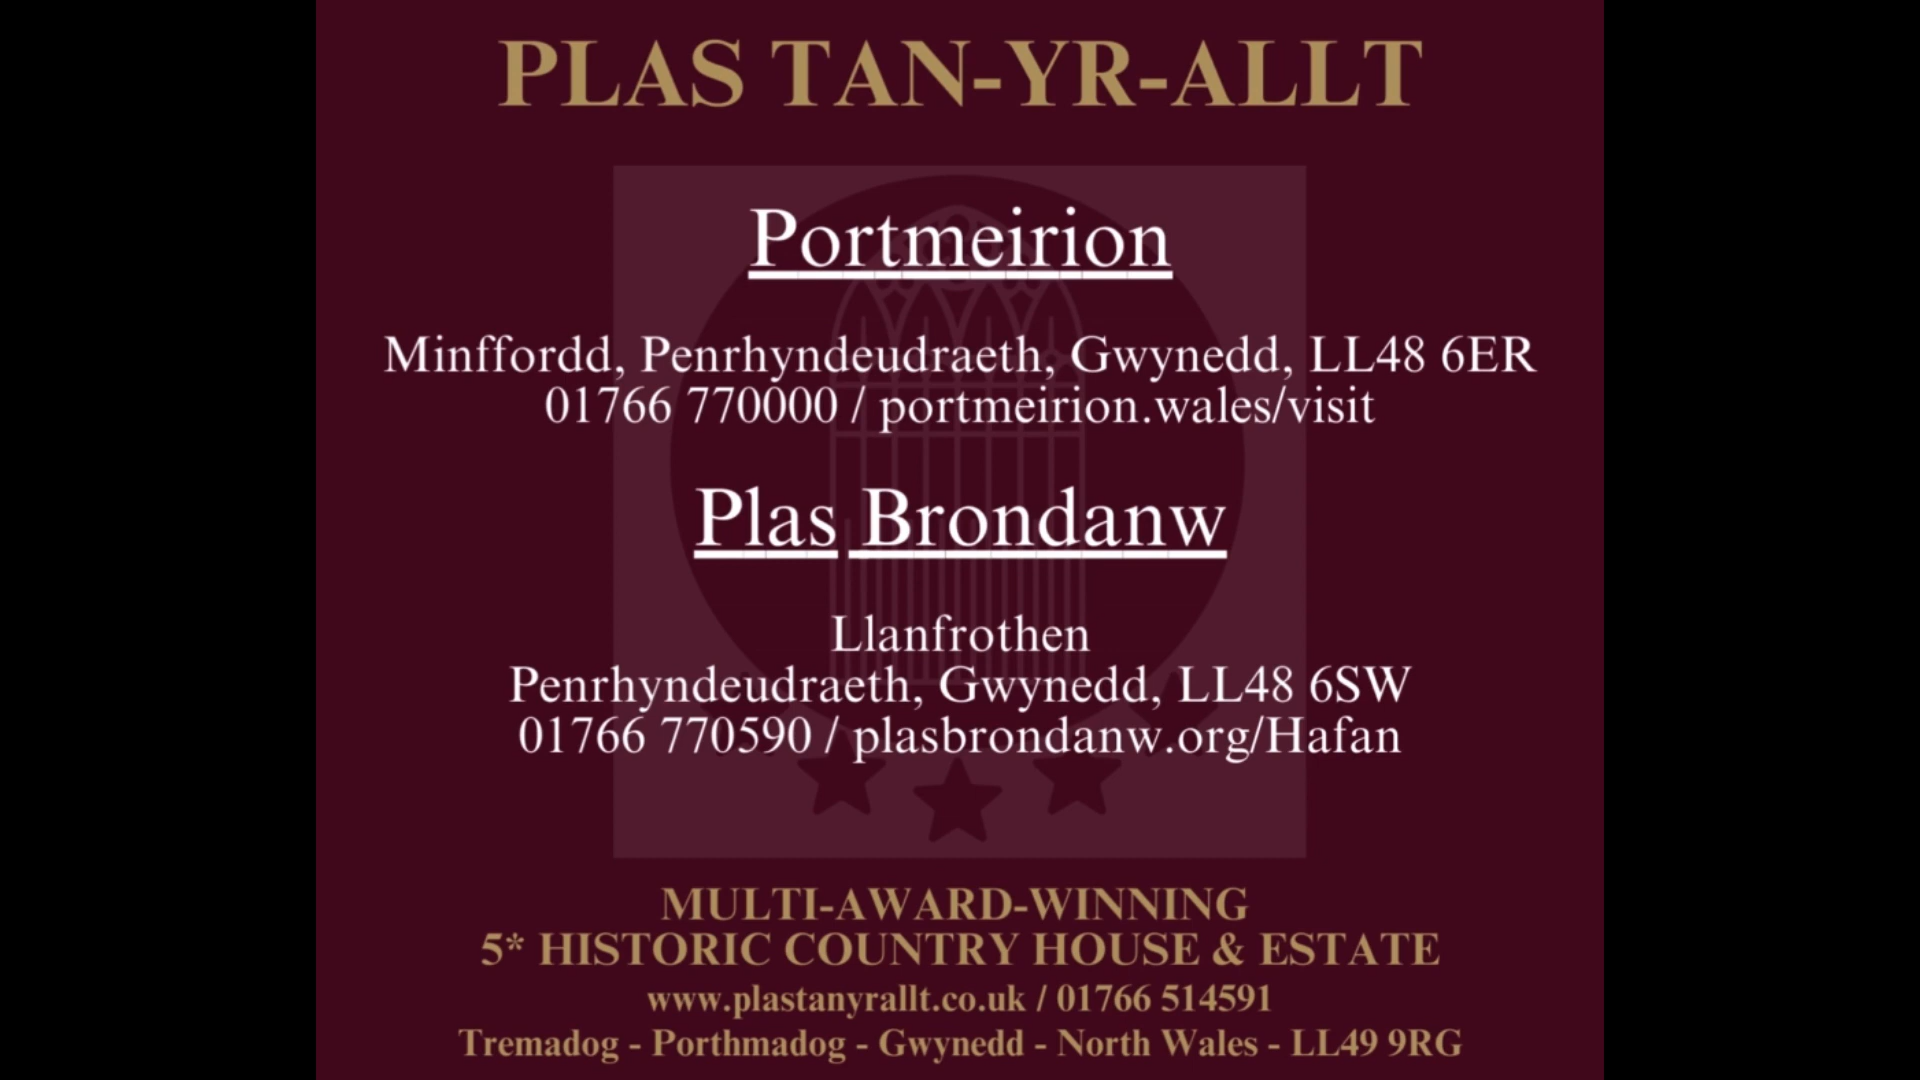 PLAS TAN-YR-ALLT
Portmeirion
Minffordd, Penrhyndeudraeth, Gwynedd, LL48 6ER
01766 770000 / portmeirion.wales/visit
Plas Brondanw
Llanfrothen
Penrhyndeudraeth, Gwynedd, LL48 6SW
01766 770590 / plasbrondanw.org/Hafan
MULTI-AWARD-WINNING
5* HISTORIC COUNTRY HOUSE & ESTATE
www.plastanyrallt.co.uk / 01766 514591
Tremadog - Porthmadog - Gwynedd - North Wales - LL49 9RG